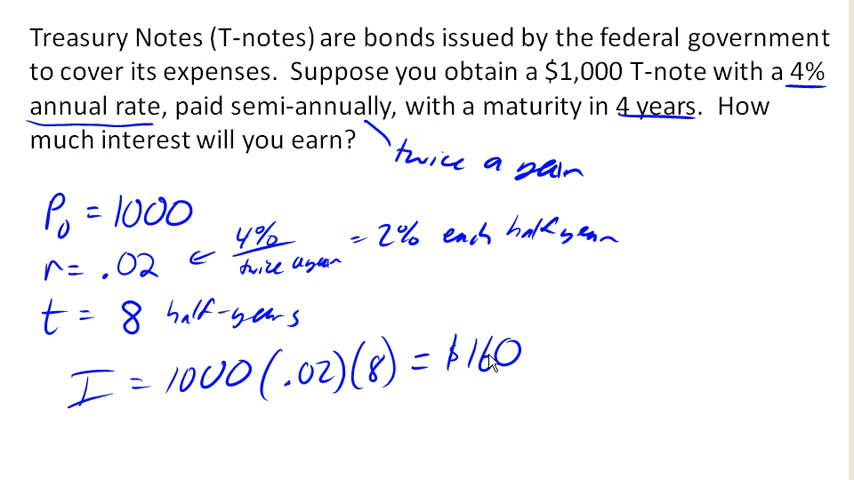 Treasury Notes (T-notes) are bonds issued by the federal government
to cover its expenses.  Suppose you obtain a $1,000 T-note with a 4%
annual rate, paid semi-annually, with a maturity in 4 years.  How
much interest will you earn?
twice a year
P₀ = 1000
r = .02 ← 4% / twice a year = 2% each half year
t = 8 half-years
I = 1000 (.02)(8) = $160